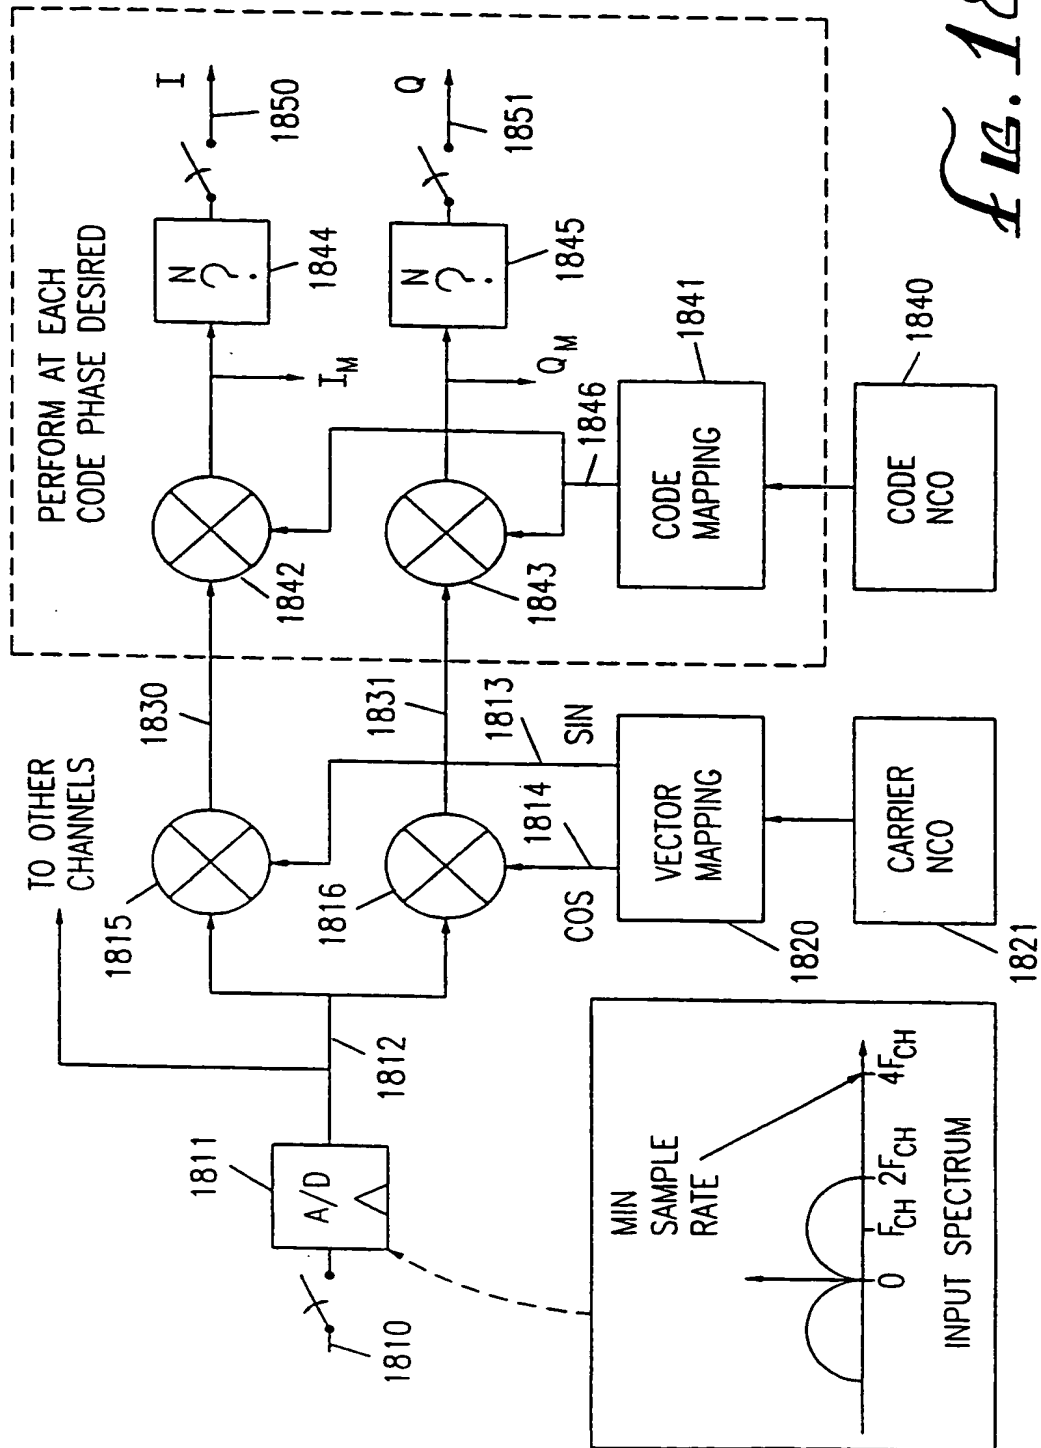 PERFORM AT EACH
CODE PHASE DESIRED
TO OTHER
CHANNELS
1810
A/D
1811
1812
1815
1816
1830
1831
COS
1814
1813
SIN
VECTOR
MAPPING
1820
CARRIER
NCO
1821
1842
1843
I_M
Q_M
N
?
1844
N
?
1845
1846
CODE
MAPPING
1841
CODE
NCO
1840
I
1850
Q
1851
MIN
SAMPLE
RATE
0
F_CH
2F_CH
4F_CH
INPUT SPECTRUM
FIG. 18